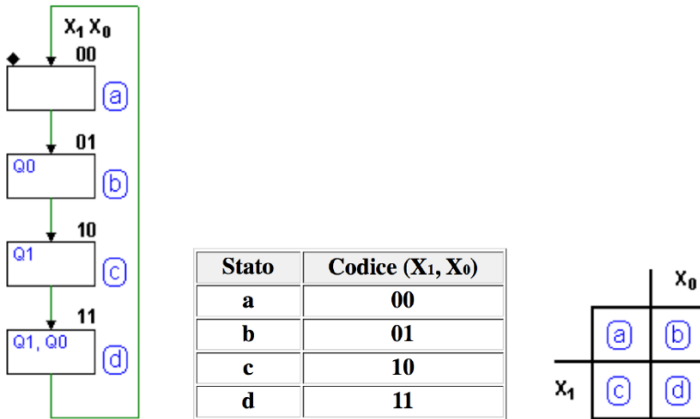 X₁ X₀
00
a
01
Q0
b
10
Q1
c
11
Q1, Q0
d
Stato Codice (X₁, X₀)
a 00
b 01
c 10
d 11
X₀
a b
X₁ c d